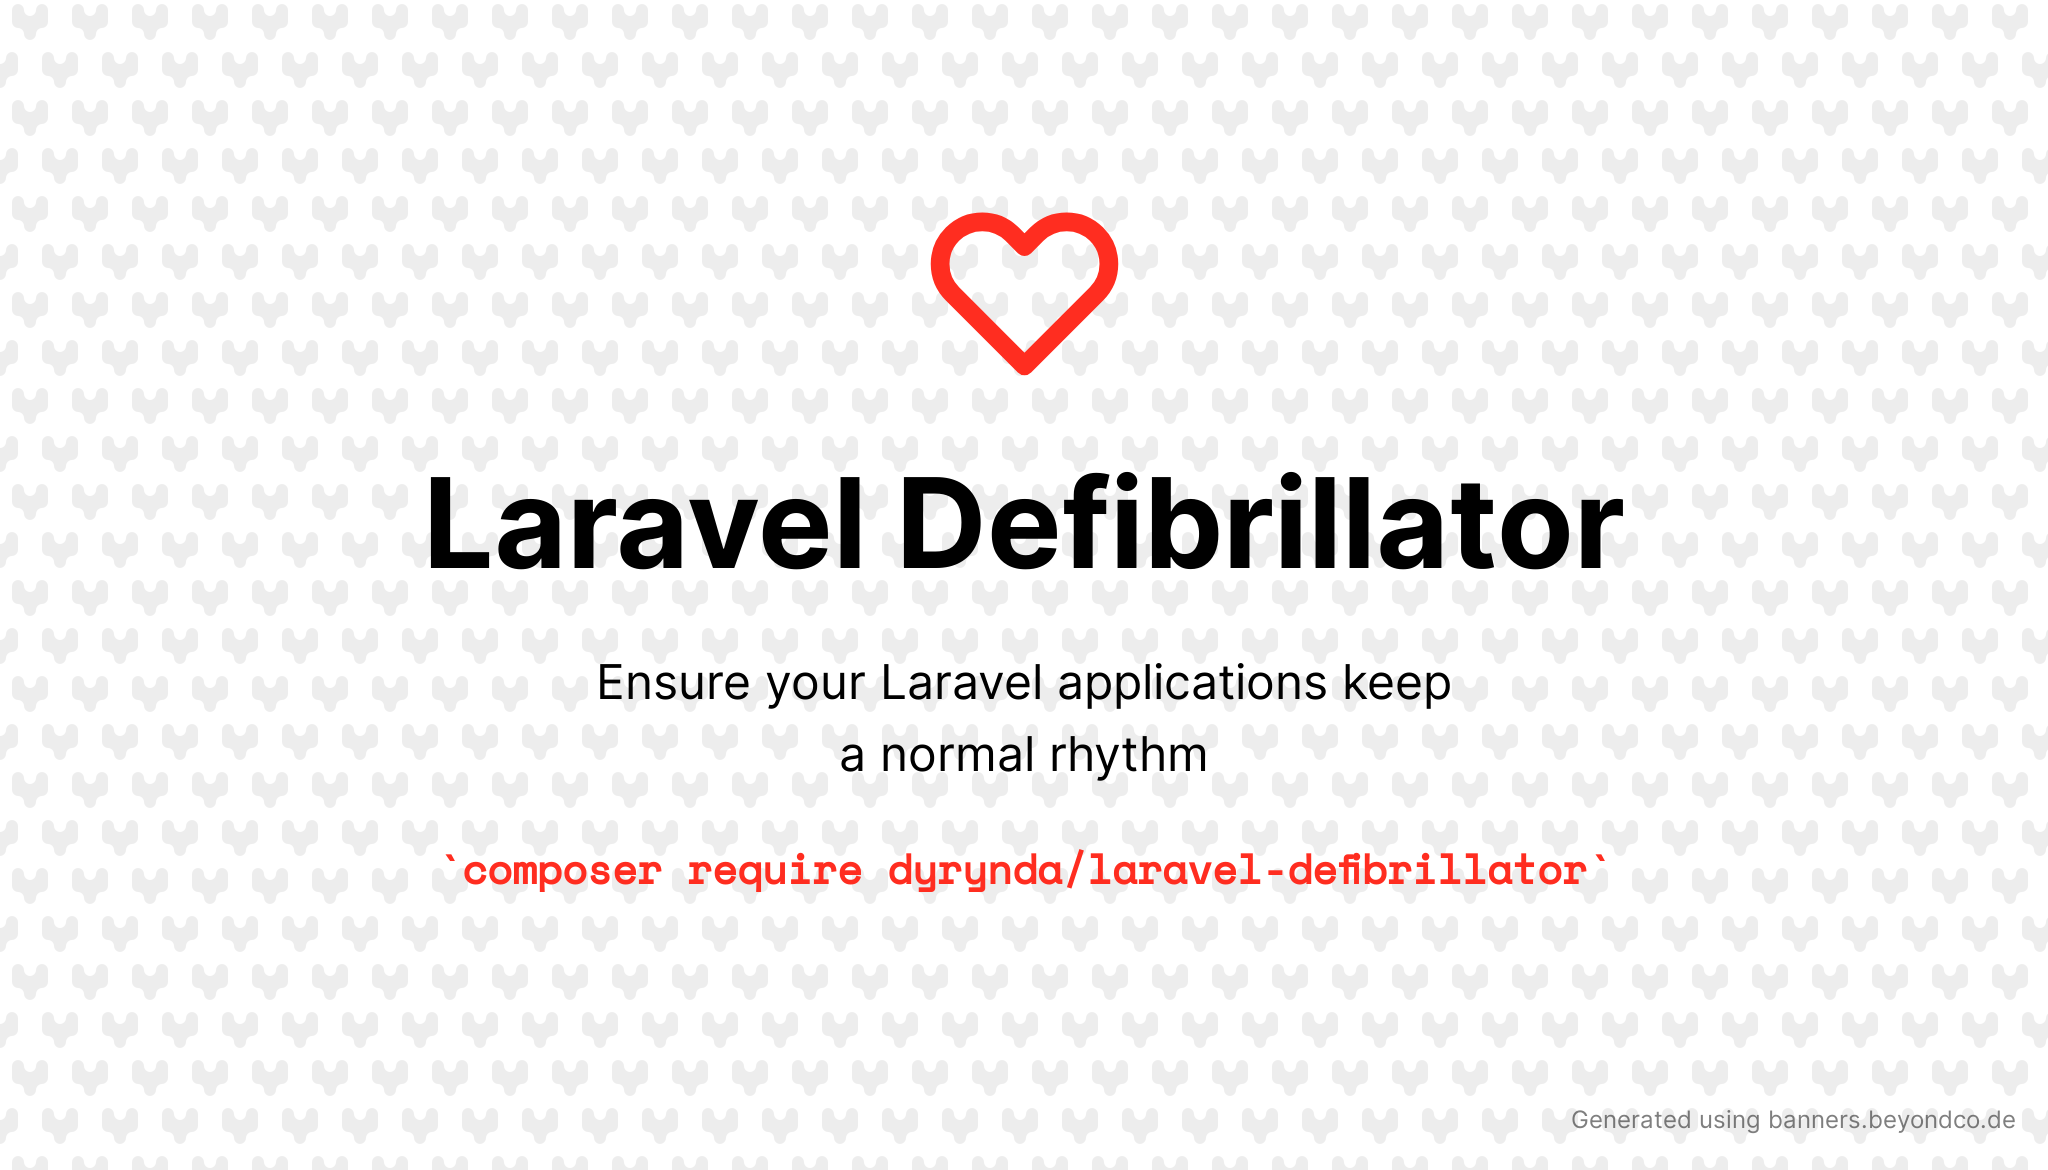 Laravel Defibrillator
Ensure your Laravel applications keep
a normal rhythm
`composer require dyrynda/laravel-defibrillator`
Generated using banners.beyondco.de